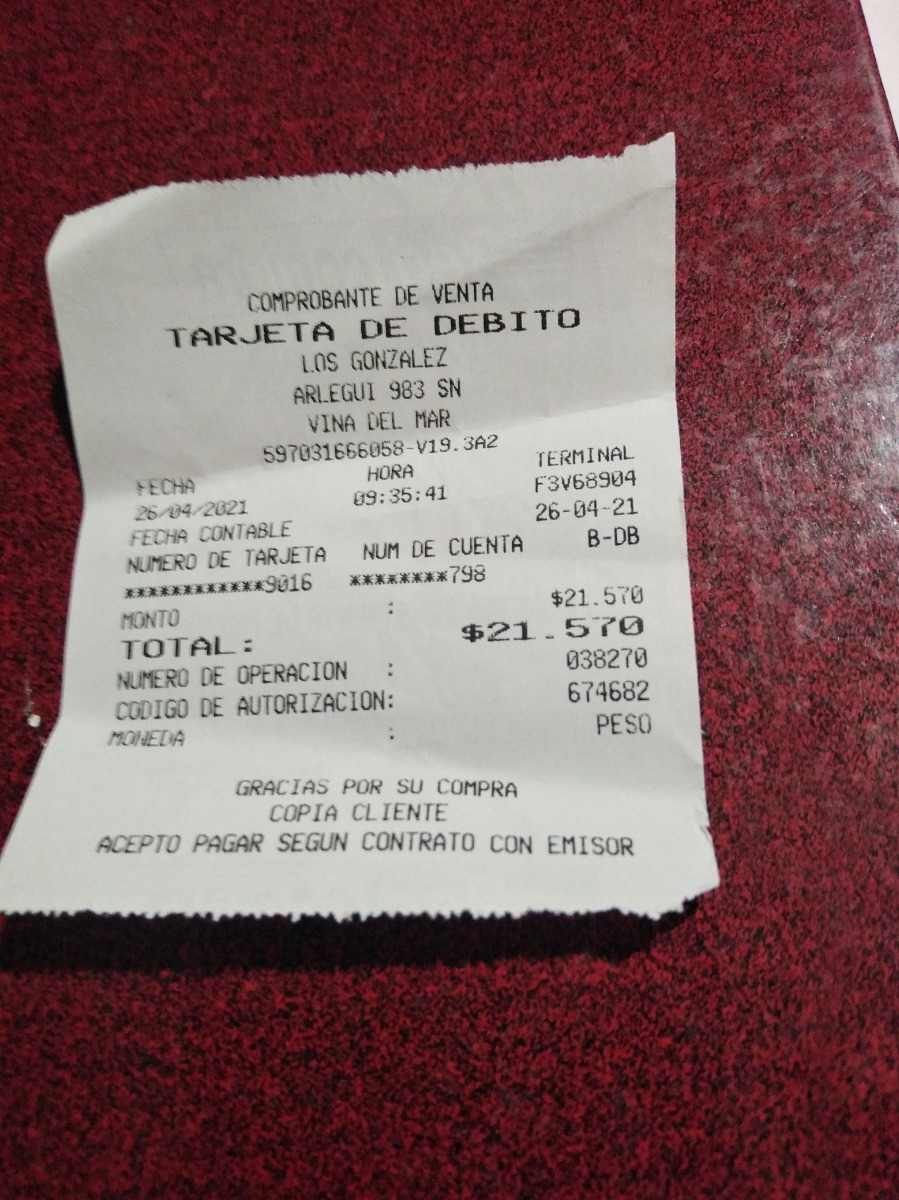 COMPROBANTE DE VENTA
TARJETA DE DEBITO
LOS GONZALEZ
ARLEGUI 983 SN
VINA DEL MAR
597031666058-V19.3A2
FECHA HORA TERMINAL
26/04/2021 09:35:41 F3V68904
FECHA CONTABLE 26-04-21
NUMERO DE TARJETA NUM DE CUENTA B-DB
************9016 ********798
MONTO : $21.570
TOTAL: $21.570
NUMERO DE OPERACION : 038270
CODIGO DE AUTORIZACION: 674682
MONEDA : PESO
GRACIAS POR SU COMPRA
COPIA CLIENTE
ACEPTO PAGAR SEGUN CONTRATO CON EMISOR